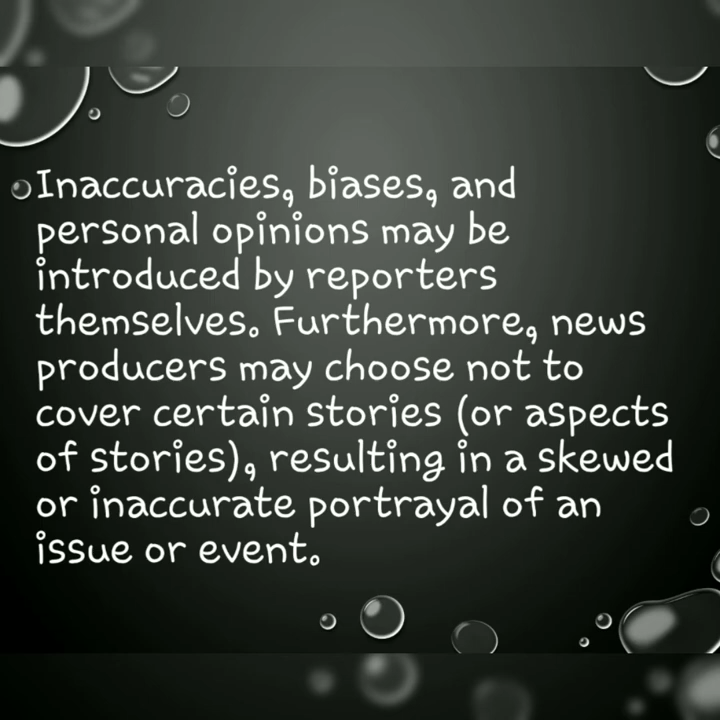 Inaccuracies, biases, and
personal opinions may be
introduced by reporters
themselves. Furthermore, news
producers may choose not to
cover certain stories (or aspects
of stories), resulting in a skewed
or inaccurate portrayal of an
issue or event.